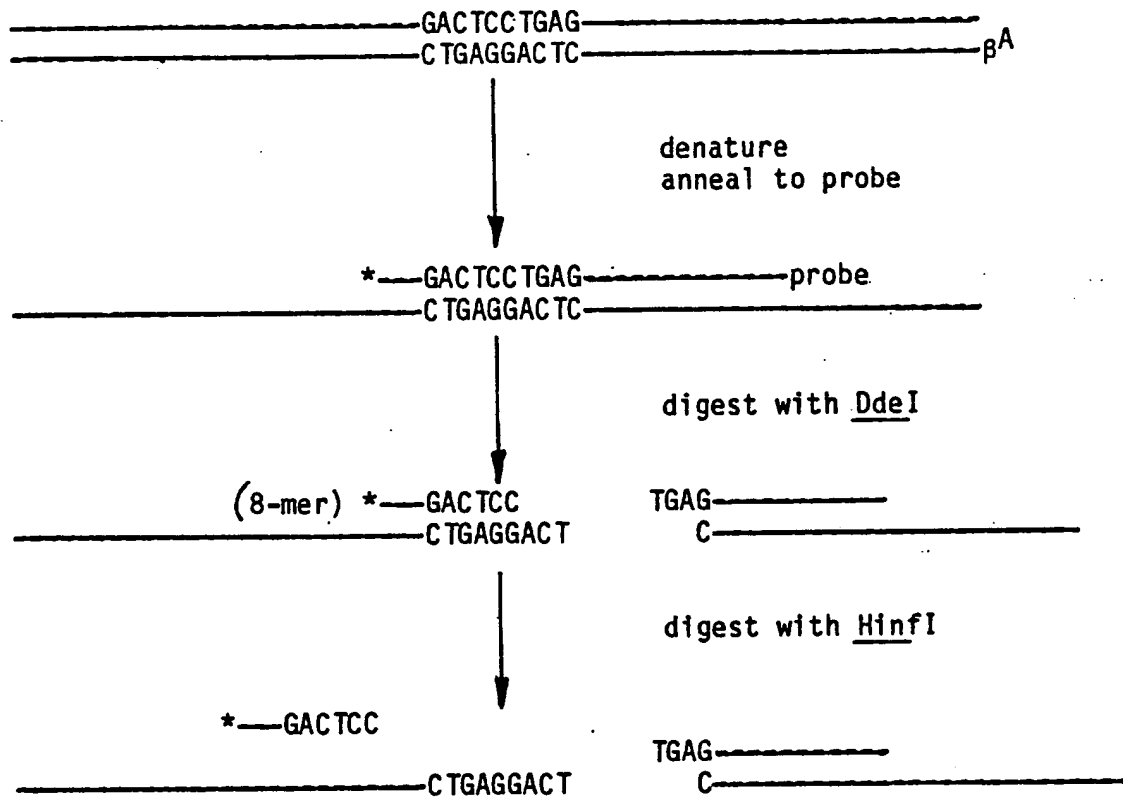 GACTCCTGAG
CTGAGGACTC βA
denature
anneal to probe
*—GACTCCTGAG—probe
CTGAGGACTC
digest with DdeI
(8-mer) *—GACTCC TGAG
CTGAGGACT C
digest with HinfI
*—GACTCC
TGAG
CTGAGGACT C